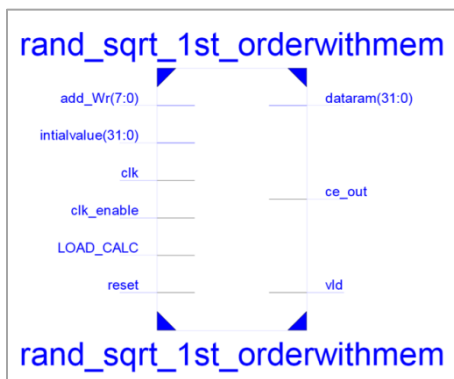 rand_sqrt_1st_orderwithmem
add_Wr(7:0)
dataram(31:0)
intialvalue(31:0)
clk
ce_out
clk_enable
LOAD_CALC
reset
vld
rand_sqrt_1st_orderwithmem